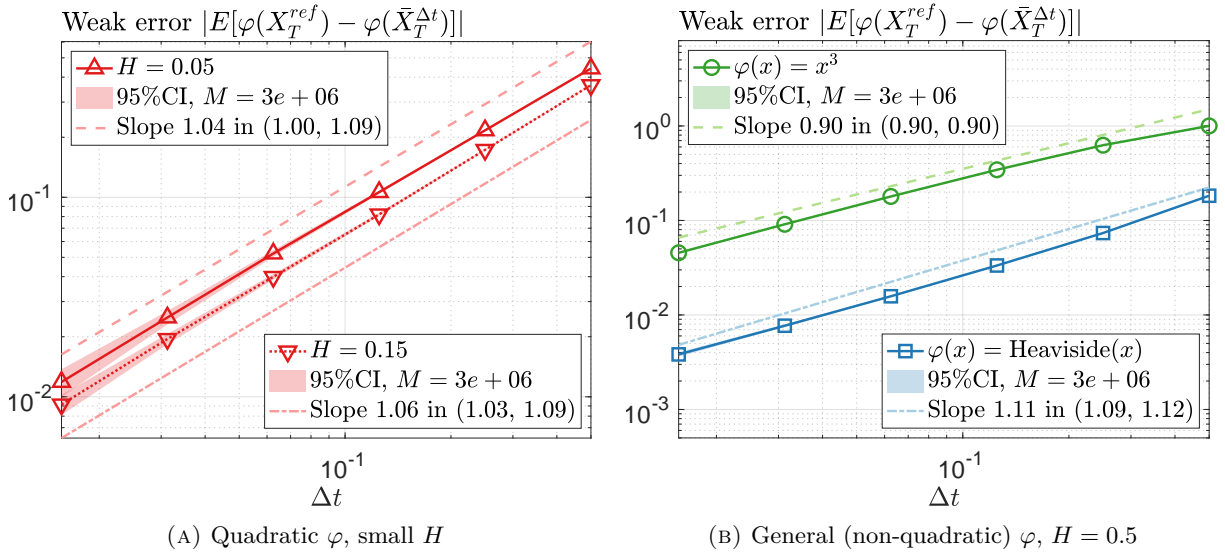 Weak error |E[φ(X_T^{ref}) − φ(X̄_T^{Δt})]|
H = 0.05
95%CI, M = 3e + 06
Slope 1.04 in (1.00, 1.09)
10^{-1}
10^{-2}
H = 0.15
95%CI, M = 3e + 06
Slope 1.06 in (1.03, 1.09)
10^{-1}
Δt
(A) Quadratic φ, small H
Weak error |E[φ(X_T^{ref}) − φ(X̄_T^{Δt})]|
φ(x) = x^3
95%CI, M = 3e + 06
Slope 0.90 in (0.90, 0.90)
10^0
10^{-1}
10^{-2}
10^{-3}
φ(x) = Heaviside(x)
95%CI, M = 3e + 06
Slope 1.11 in (1.09, 1.12)
10^{-1}
Δt
(B) General (non-quadratic) φ, H = 0.5